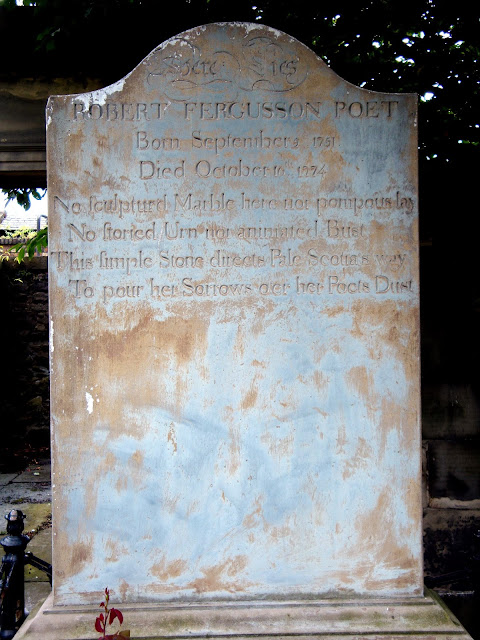 Here Lies
ROBERT FERGUSSON POET
Born September 5 1751
Died October 16 1774
No sculptur'd Marble here nor pompous lay
No storied Urn nor animated Bust
This simple Stone directs Pale Scotia's way
To pour her Sorrows o'er her Poets Dust